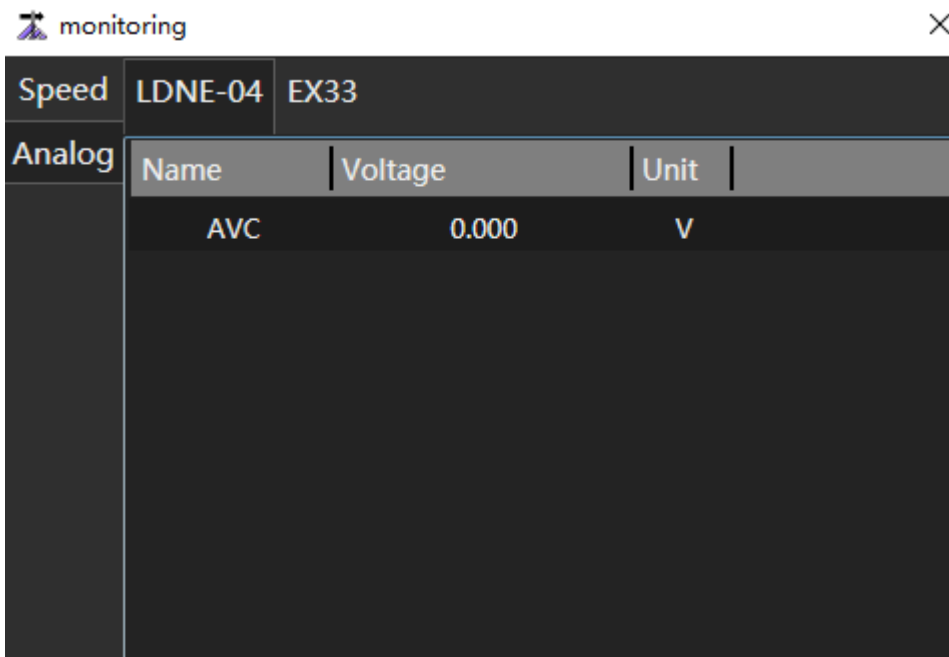 monitoring
Speed LDNE-04 EX33
Analog Name Voltage Unit
AVC 0.000 V